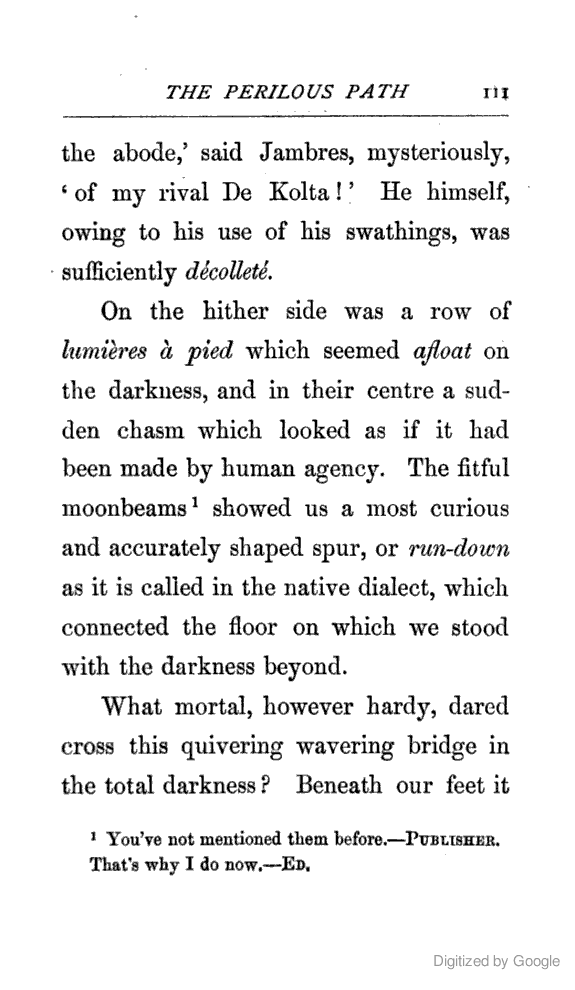 THE PERILOUS PATH 111
the abode,’ said Jambres, mysteriously,
‘of my rival De Kolta!’ He himself,
owing to his use of his swathings, was
sufficiently décolleté.
On the hither side was a row of
lumières à pied which seemed afloat on
the darkness, and in their centre a sud-
den chasm which looked as if it had
been made by human agency. The fitful
moonbeams¹ showed us a most curious
and accurately shaped spur, or run-down
as it is called in the native dialect, which
connected the floor on which we stood
with the darkness beyond.
What mortal, however hardy, dared
cross this quivering wavering bridge in
the total darkness? Beneath our feet it
¹ You’ve not mentioned them before.—PUBLISHER.
That’s why I do now.—ED.
Digitized by Google